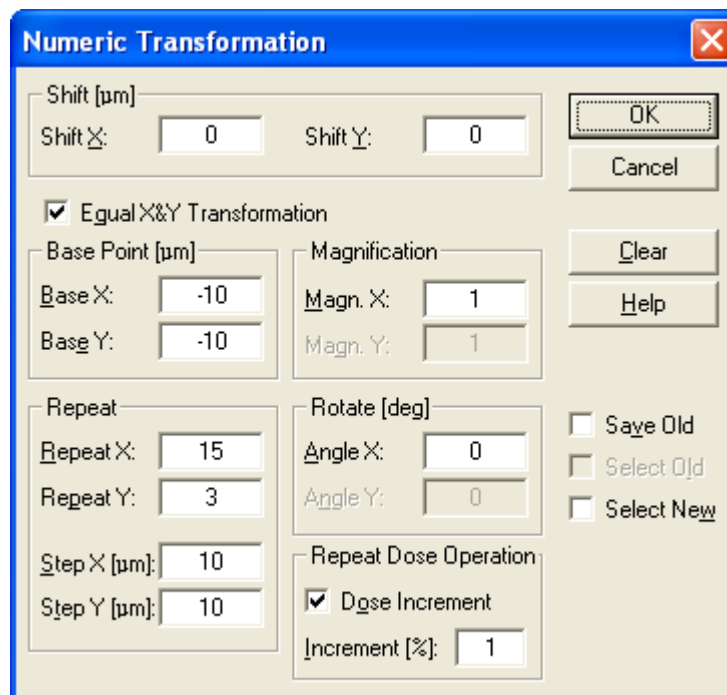 Numeric Transformation
Shift [µm]
Shift X: 0 Shift Y: 0
OK
Cancel
Equal X&Y Transformation
Base Point [µm]
Base X: -10
Base Y: -10
Magnification
Magn. X: 1
Magn. Y: 1
Clear
Help
Repeat
Repeat X: 15
Repeat Y: 3
Step X [µm]: 10
Step Y [µm]: 10
Rotate [deg]
Angle X: 0
Angle Y: 0
Repeat Dose Operation
Dose Increment
Increment [%]: 1
Save Old
Select Old
Select New